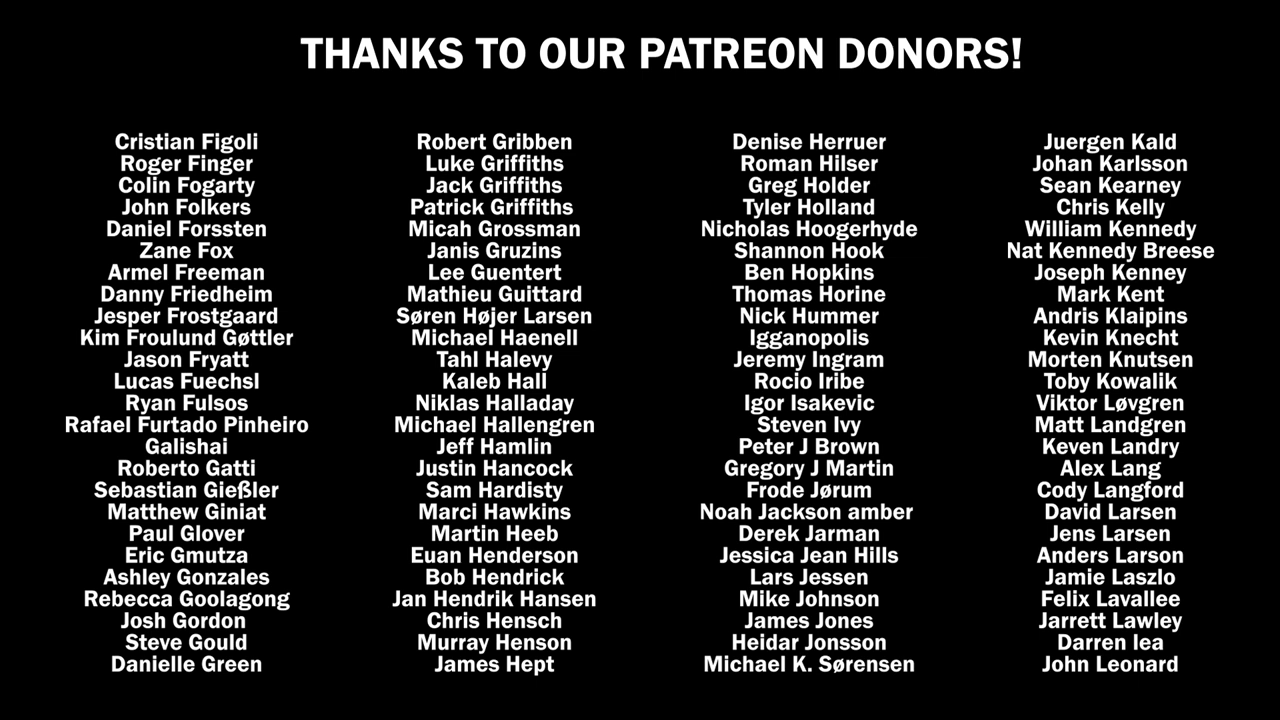 THANKS TO OUR PATREON DONORS!
Cristian Figoli
Roger Finger
Colin Fogarty
John Folkers
Daniel Forssten
Zane Fox
Armel Freeman
Danny Friedheim
Jesper Frostgaard
Kim Froulund Gøttler
Jason Fryatt
Lucas Fuechsl
Ryan Fulsos
Rafael Furtado Pinheiro
Galishai
Roberto Gatti
Sebastian Gießler
Matthew Giniat
Paul Glover
Eric Gmutza
Ashley Gonzales
Rebecca Goolagong
Josh Gordon
Steve Gould
Danielle Green
Robert Gribben
Luke Griffiths
Jack Griffiths
Patrick Griffiths
Micah Grossman
Janis Gruzins
Lee Guentert
Mathieu Guittard
Søren Højer Larsen
Michael Haenell
Tahl Halevy
Kaleb Hall
Niklas Halladay
Michael Hallengren
Jeff Hamlin
Justin Hancock
Sam Hardisty
Marci Hawkins
Martin Heeb
Euan Henderson
Bob Hendrick
Jan Hendrik Hansen
Chris Hensch
Murray Henson
James Hept
Denise Herruer
Roman Hilser
Greg Holder
Tyler Holland
Nicholas Hoogerhyde
Shannon Hook
Ben Hopkins
Thomas Horine
Nick Hummer
Igganopolis
Jeremy Ingram
Rocio Iribe
Igor Isakevic
Steven Ivy
Peter J Brown
Gregory J Martin
Frode Jørum
Noah Jackson amber
Derek Jarman
Jessica Jean Hills
Lars Jessen
Mike Johnson
James Jones
Heidar Jonsson
Michael K. Sørensen
Juergen Kald
Johan Karlsson
Sean Kearney
Chris Kelly
William Kennedy
Nat Kennedy Breese
Joseph Kenney
Mark Kent
Andris Klaipins
Kevin Knecht
Morten Knutsen
Toby Kowalik
Viktor Løvgren
Matt Landgren
Keven Landry
Alex Lang
Cody Langford
David Larsen
Jens Larsen
Anders Larson
Jamie Laszlo
Felix Lavallee
Jarrett Lawley
Darren lea
John Leonard